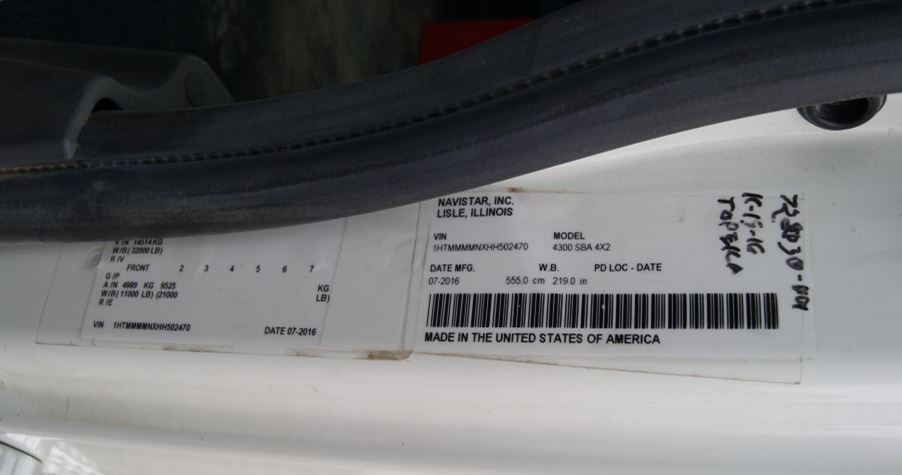 V IN 14514 KG
W/B( 32000 LB)
R /V
FRONT 2 3 4 5 6 7
G /P
A /N 4989 KG 9525 KG
W/B( 11000 LB) (21000 LB)
R /E
VIN 1HTMMMMNXHH502470 DATE 07-2016
NAVISTAR, INC.
LISLE, ILLINOIS
VIN MODEL
1HTMMMMNXHH502470 4300 SBA 4X2
DATE MFG. W.B. PD LOC - DATE
07-2016 555.0 cm 219.0 in
MADE IN THE UNITED STATES OF AMERICA
K-15-16
TOPEKA